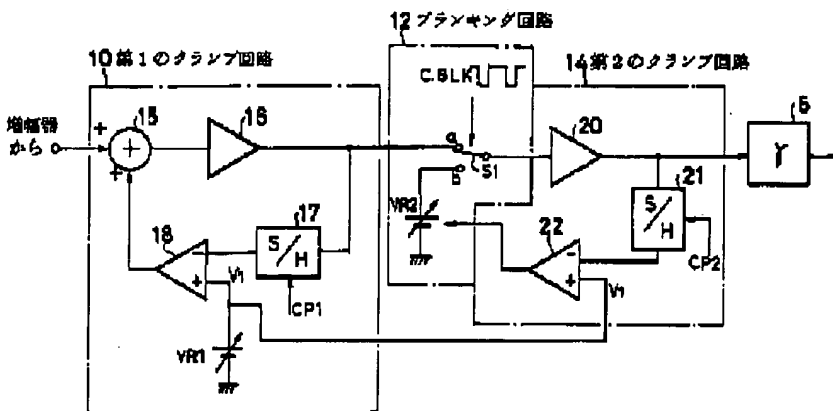 12 ブランキング回路
10 第1のクランプ回路
C.BLK
14 第2のクランプ回路
増幅器
から
+
+
15
16
a
b
S1
20
5
γ
VR2
21
S/H
CP2
22
-
+
V1
17
S/H
CP1
18
-
+
V1
VR1